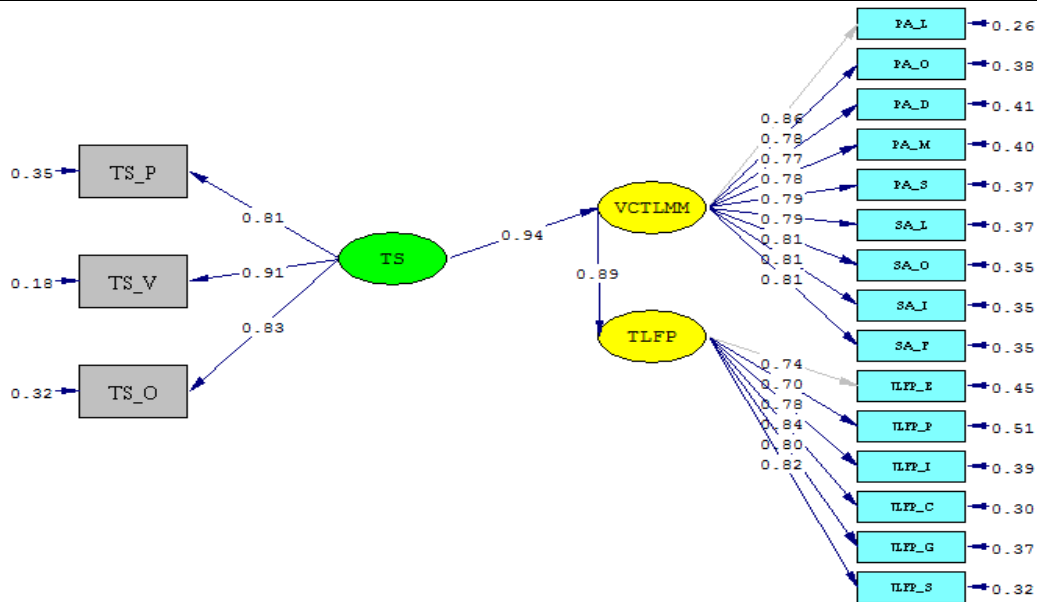 PA_L
0.26
PA_O
0.38
PA_D
0.41
PA_M
0.40
PA_S
0.37
SA_L
0.37
SA_O
0.35
SA_I
0.35
SA_F
0.35
TLFP_E
0.45
TLFP_P
0.51
TLFP_I
0.39
TLFP_C
0.30
TLFP_G
0.37
TLFP_S
0.32
0.86
0.78
0.77
0.78
0.79
0.79
0.81
0.81
0.81
0.74
0.70
0.78
0.84
0.80
0.82
VCTLMM
0.89
TLFP
0.94
TS
0.81
0.91
0.83
0.35
TS_P
0.18
TS_V
0.32
TS_O